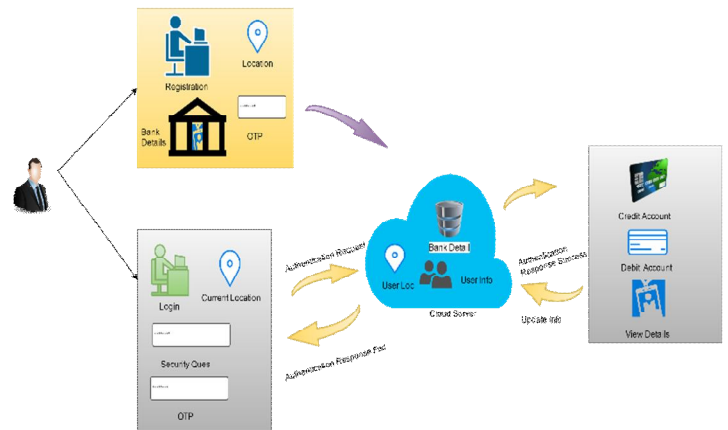 Location
Registration
Bank
Details
OTP
Login
Current Location
Security Ques
OTP
Authentication Request
Authentication Response Fed
Bank Detail
User Loc
User Info
Cloud Server
Authentication
Response Success
Update Info
Credit Account
Debit Account
View Details